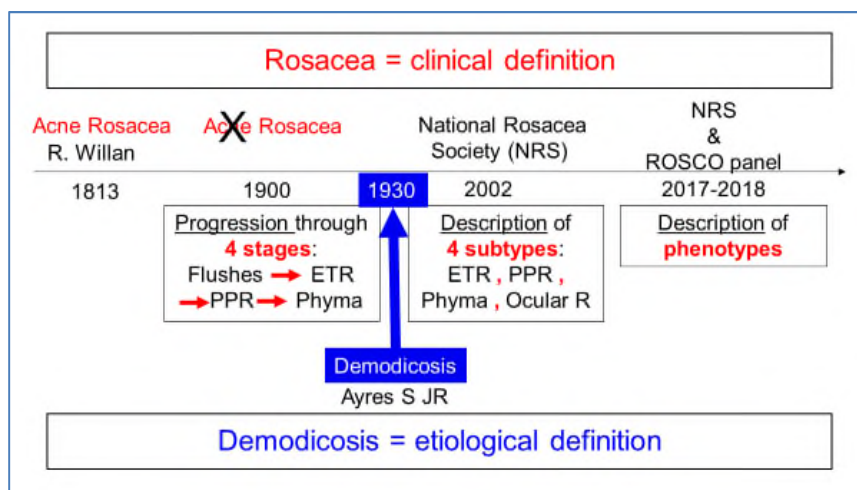 Rosacea = clinical definition
Acne Rosacea
R. Willan
Acne Rosacea
National Rosacea
Society (NRS)
NRS
&
ROSCO panel
1813
1900
1930
2002
2017-2018
Progression through
4 stages:
Flushes → ETR
→PPR → Phyma
Description of
4 subtypes:
ETR , PPR ,
Phyma , Ocular R
Description of
phenotypes
Demodicosis
Ayres S JR
Demodicosis = etiological definition